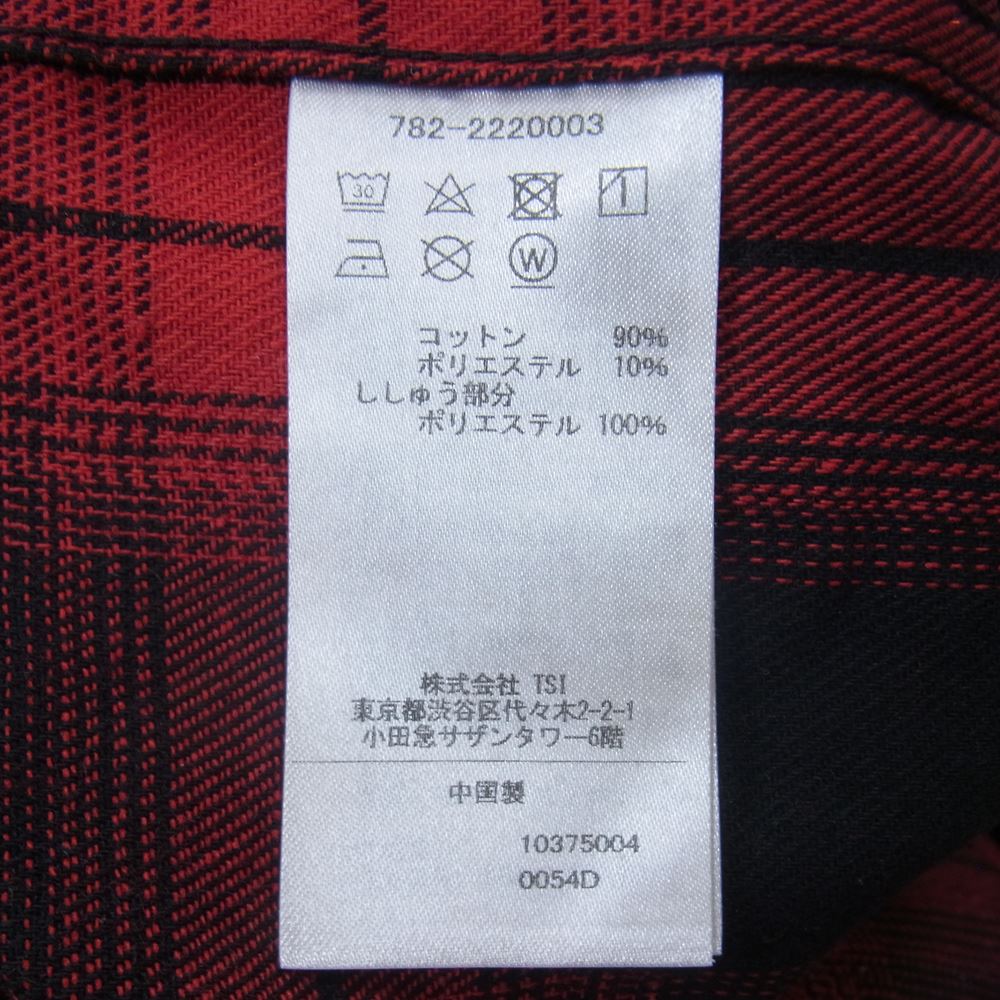 782-2220003
30
W
コットン 90%
ポリエステル 10%
ししゅう部分
ポリエステル 100%
株式会社 TSI
東京都渋谷区代々木2-2-1
小田急サザンタワー6階
中国製
10375004
0054D